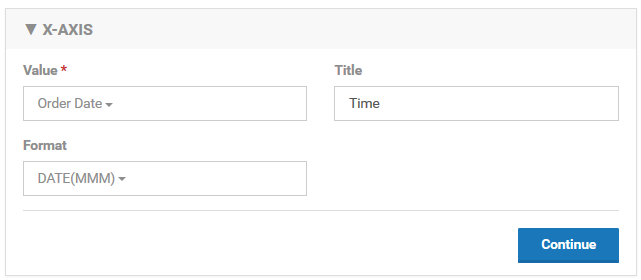 ▼ X-AXIS
Value * Title
Order Date Time
Format
DATE(MMM)
Continue